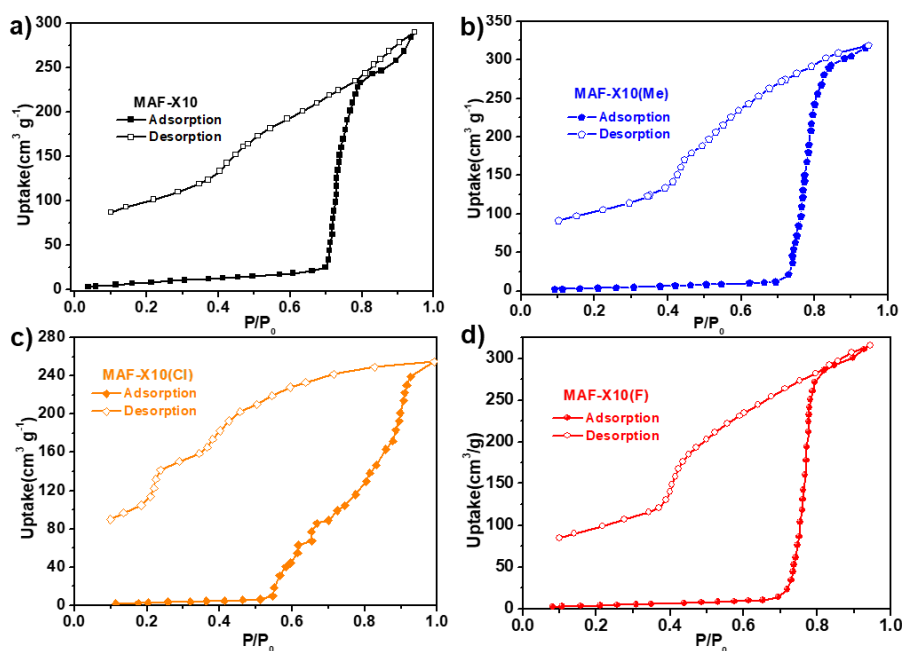 a)
300
250
200
150
100
50
0
Uptake(cm³ g⁻¹)
MAF-X10
Adsorption
Desorption
0.0 0.2 0.4 0.6 0.8 1.0
P/P₀
b)
350
300
250
200
150
100
50
0
Uptake(cm³ g⁻¹)
MAF-X10(Me)
Adsorption
Desorption
0.0 0.2 0.4 0.6 0.8 1.0
P/P₀
c)
280
240
200
160
120
80
40
0
Uptake(cm³ g⁻¹)
MAF-X10(Cl)
Adsorption
Desorption
0.0 0.2 0.4 0.6 0.8 1.0
P/P₀
d)
300
250
200
150
100
50
0
Uptake(cm³/g)
MAF-X10(F)
Adsorption
Desorption
0.0 0.2 0.4 0.6 0.8 1.0
P/P₀